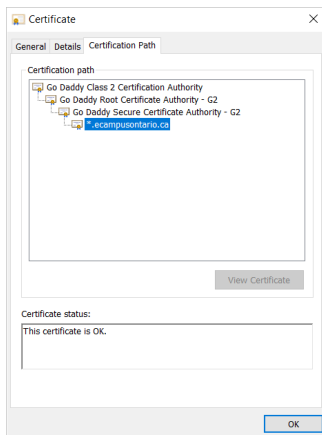 Certificate
General Details Certification Path
Certification path
Go Daddy Class 2 Certification Authority
Go Daddy Root Certificate Authority - G2
Go Daddy Secure Certificate Authority - G2
*.ecampusontario.ca
View Certificate
Certificate status:
This certificate is OK.
OK